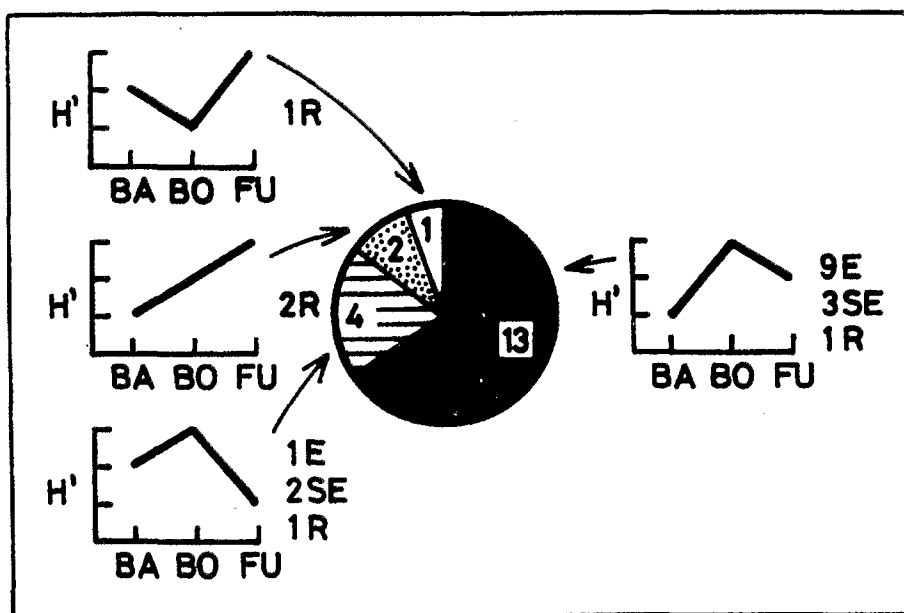 H'
BA BO FU
1R
H'
BA BO FU
2R
H'
BA BO FU
1E
2SE
1R
1
2
4
13
H'
BA BO FU
9E
3SE
1R